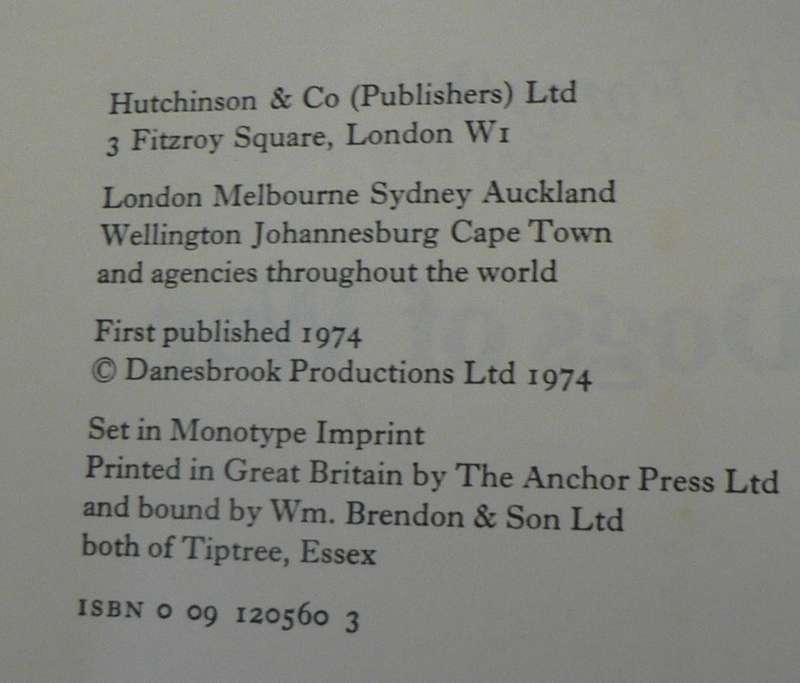 Hutchinson & Co (Publishers) Ltd
3 Fitzroy Square, London W1
London Melbourne Sydney Auckland
Wellington Johannesburg Cape Town
and agencies throughout the world
First published 1974
© Danesbrook Productions Ltd 1974
Set in Monotype Imprint
Printed in Great Britain by The Anchor Press Ltd
and bound by Wm. Brendon & Son Ltd
both of Tiptree, Essex
ISBN 0 09 120560 3